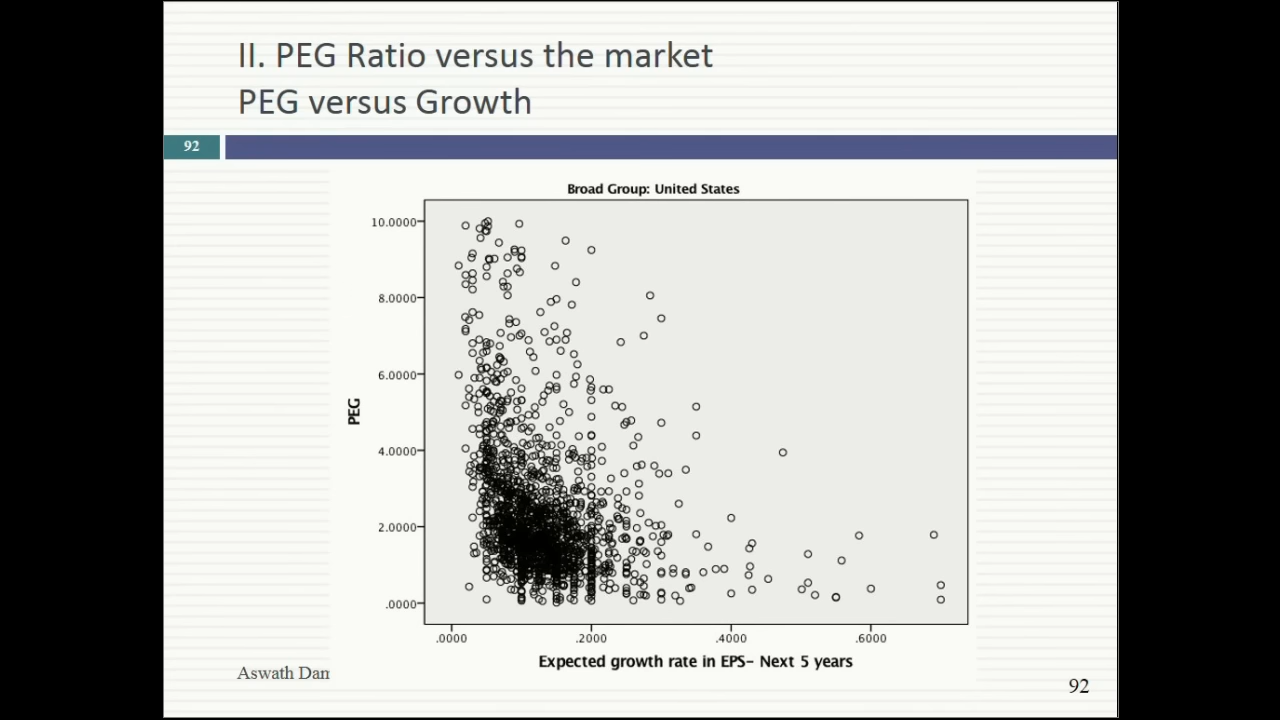 II. PEG Ratio versus the market
PEG versus Growth
92
Broad Group: United States
10.0000
8.0000
6.0000
4.0000
2.0000
.0000
PEG
.0000 .2000 .4000 .6000
Expected growth rate in EPS- Next 5 years
Aswath Dam
92